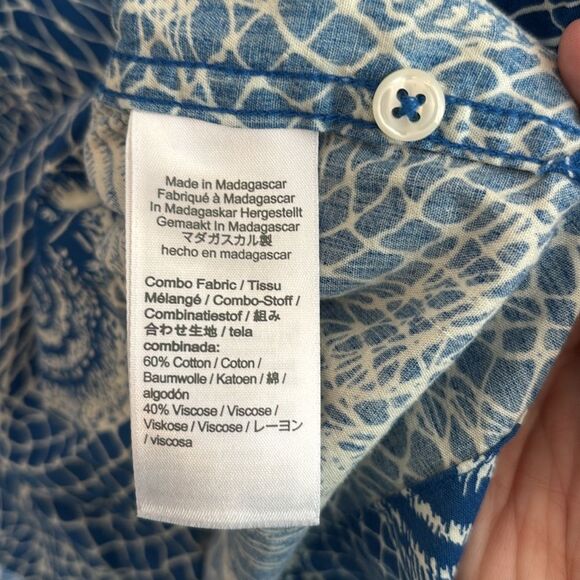 Made in Madagascar
Fabriqué à Madagascar
In Madagaskar Hergestellt
Gemaakt In Madagascar
マダガスカル製
hecho en madagascar
Combo Fabric / Tissu
Mélangé / Combo-Stoff /
Combinatiestof / 組み
合わせ生地 / tela
combinada:
60% Cotton / Coton /
Baumwolle / Katoen / 綿 /
algodón
40% Viscose / Viscose /
Viskose / Viscose / レーヨン
/ viscosa